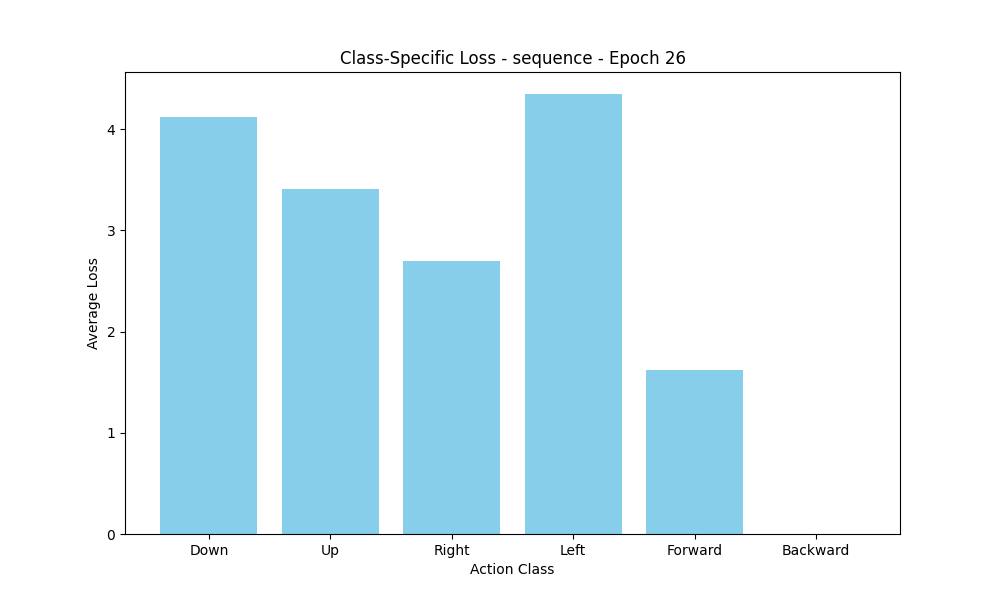 Class-Specific Loss - sequence - Epoch 26
Average Loss
4
3
2
1
0
Down Up Right Left Forward Backward
Action Class